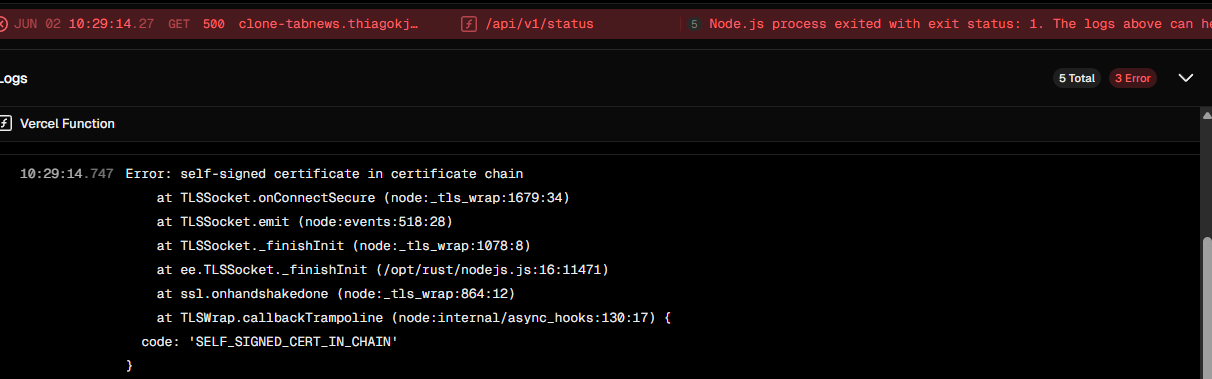 JUN 02 10:29:14.27 GET 500 clone-tabnews.thiagokj… /api/v1/status 5 Node.js process exited with exit status: 1. The logs above can he
Logs 5 Total 3 Error
Vercel Function
10:29:14.747 Error: self-signed certificate in certificate chain
at TLSSocket.onConnectSecure (node:_tls_wrap:1679:34)
at TLSSocket.emit (node:events:518:28)
at TLSSocket._finishInit (node:_tls_wrap:1078:8)
at ee.TLSSocket._finishInit (/opt/rust/nodejs.js:16:11471)
at ssl.onhandshakedone (node:_tls_wrap:864:12)
at TLSWrap.callbackTrampoline (node:internal/async_hooks:130:17) {
code: 'SELF_SIGNED_CERT_IN_CHAIN'
}